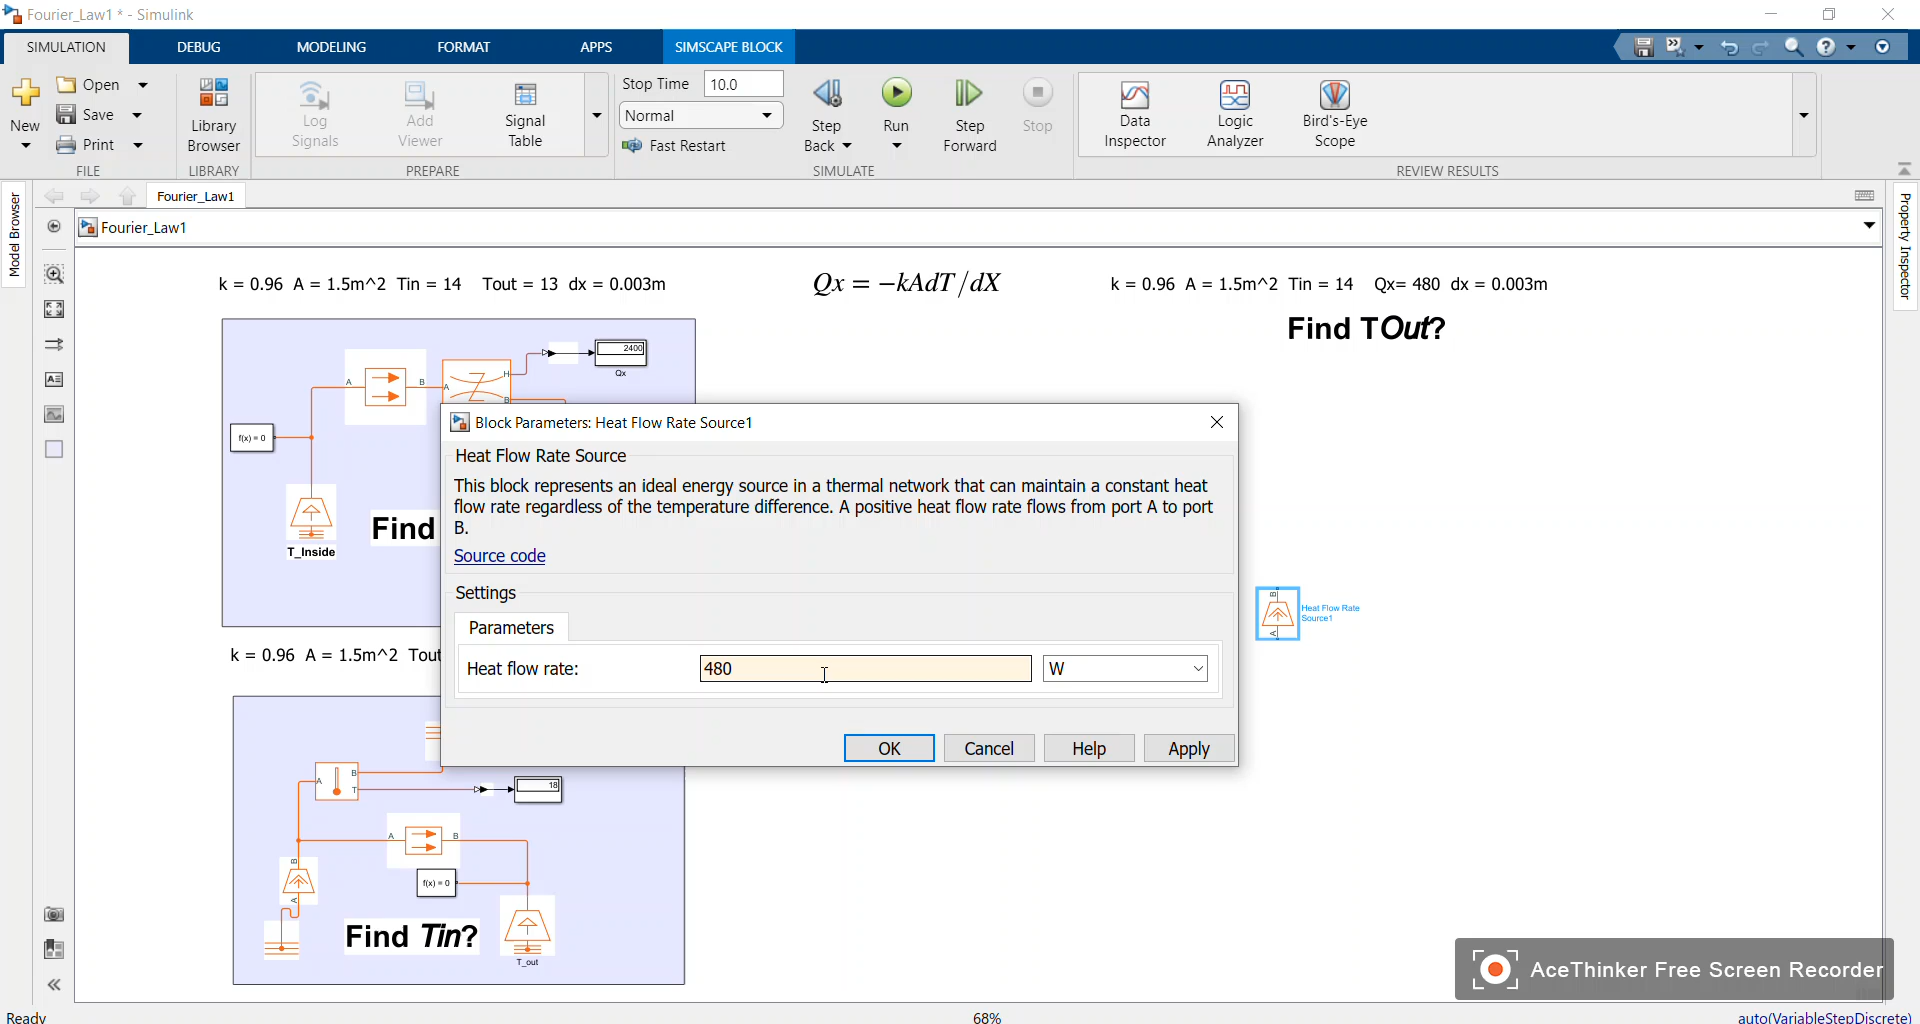 Fourier_Law1 * - Simulink
SIMULATION DEBUG MODELING FORMAT APPS SIMSCAPE BLOCK
New
Open
Save
Print
FILE
Library Browser
LIBRARY
Log Signals
Add Viewer
Signal Table
PREPARE
Stop Time 10.0
Normal
Fast Restart
Step Back
Run
Step Forward
Stop
SIMULATE
Data Inspector
Logic Analyzer
Bird's-Eye Scope
REVIEW RESULTS
Model Browser
Property Inspector
Fourier_Law1
Fourier_Law1
k = 0.96 A = 1.5m^2 Tin = 14 Tout = 13 dx = 0.003m
Qx = −kAdT/dX
k = 0.96 A = 1.5m^2 Tin = 14 Qx= 480 dx = 0.003m
Find TOut?
A B
A H B
2400
Qx
f(x) = 0
T_Inside
Find
Block Parameters: Heat Flow Rate Source1
Heat Flow Rate Source
This block represents an ideal energy source in a thermal network that can maintain a constant heat
flow rate regardless of the temperature difference. A positive heat flow rate flows from port A to port
B.
Source code
Settings
Parameters
Heat flow rate: 480 W
OK Cancel Help Apply
B
A
Heat Flow Rate
Source1
k = 0.96 A = 1.5m^2 Tout
A B T
18
A B
B
A
f(x) = 0
Find Tin?
T_out
AceThinker Free Screen Recorder
Ready 68% auto(VariableStepDiscrete)